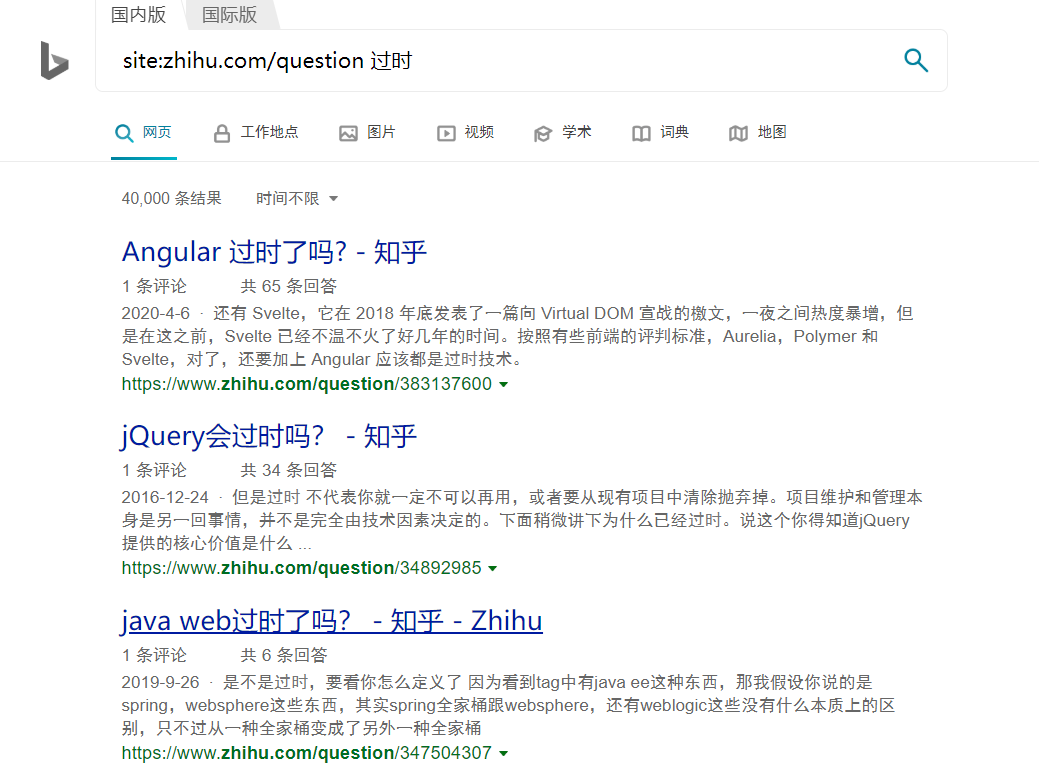 国内版 国际版
site:zhihu.com/question 过时
网页 工作地点 图片 视频 学术 词典 地图
40,000 条结果 时间不限
Angular 过时了吗? - 知乎
1 条评论 共 65 条回答
2020-4-6 · 还有 Svelte，它在 2018 年底发表了一篇向 Virtual DOM 宣战的檄文，一夜之间热度暴增，但
是在这之前，Svelte 已经不温不火了好几年的时间。按照有些前端的评判标准，Aurelia，Polymer 和
Svelte，对了，还要加上 Angular 应该都是过时技术。
https://www.zhihu.com/question/383137600
jQuery会过时吗？ - 知乎
1 条评论 共 34 条回答
2016-12-24 · 但是过时 不代表你就一定不可以再用，或者要从现有项目中清除抛弃掉。项目维护和管理本
身是另一回事情，并不是完全由技术因素决定的。下面稍微讲下为什么已经过时。说这个你得知道jQuery
提供的核心价值是什么 ...
https://www.zhihu.com/question/34892985
java web过时了吗？ - 知乎 - Zhihu
1 条评论 共 6 条回答
2019-9-26 · 是不是过时，要看你怎么定义了 因为看到tag中有java ee这种东西，那我假设你说的是
spring，websphere这些东西，其实spring全家桶跟websphere，还有weblogic这些没有什么本质上的区
别，只不过从一种全家桶变成了另外一种全家桶
https://www.zhihu.com/question/347504307